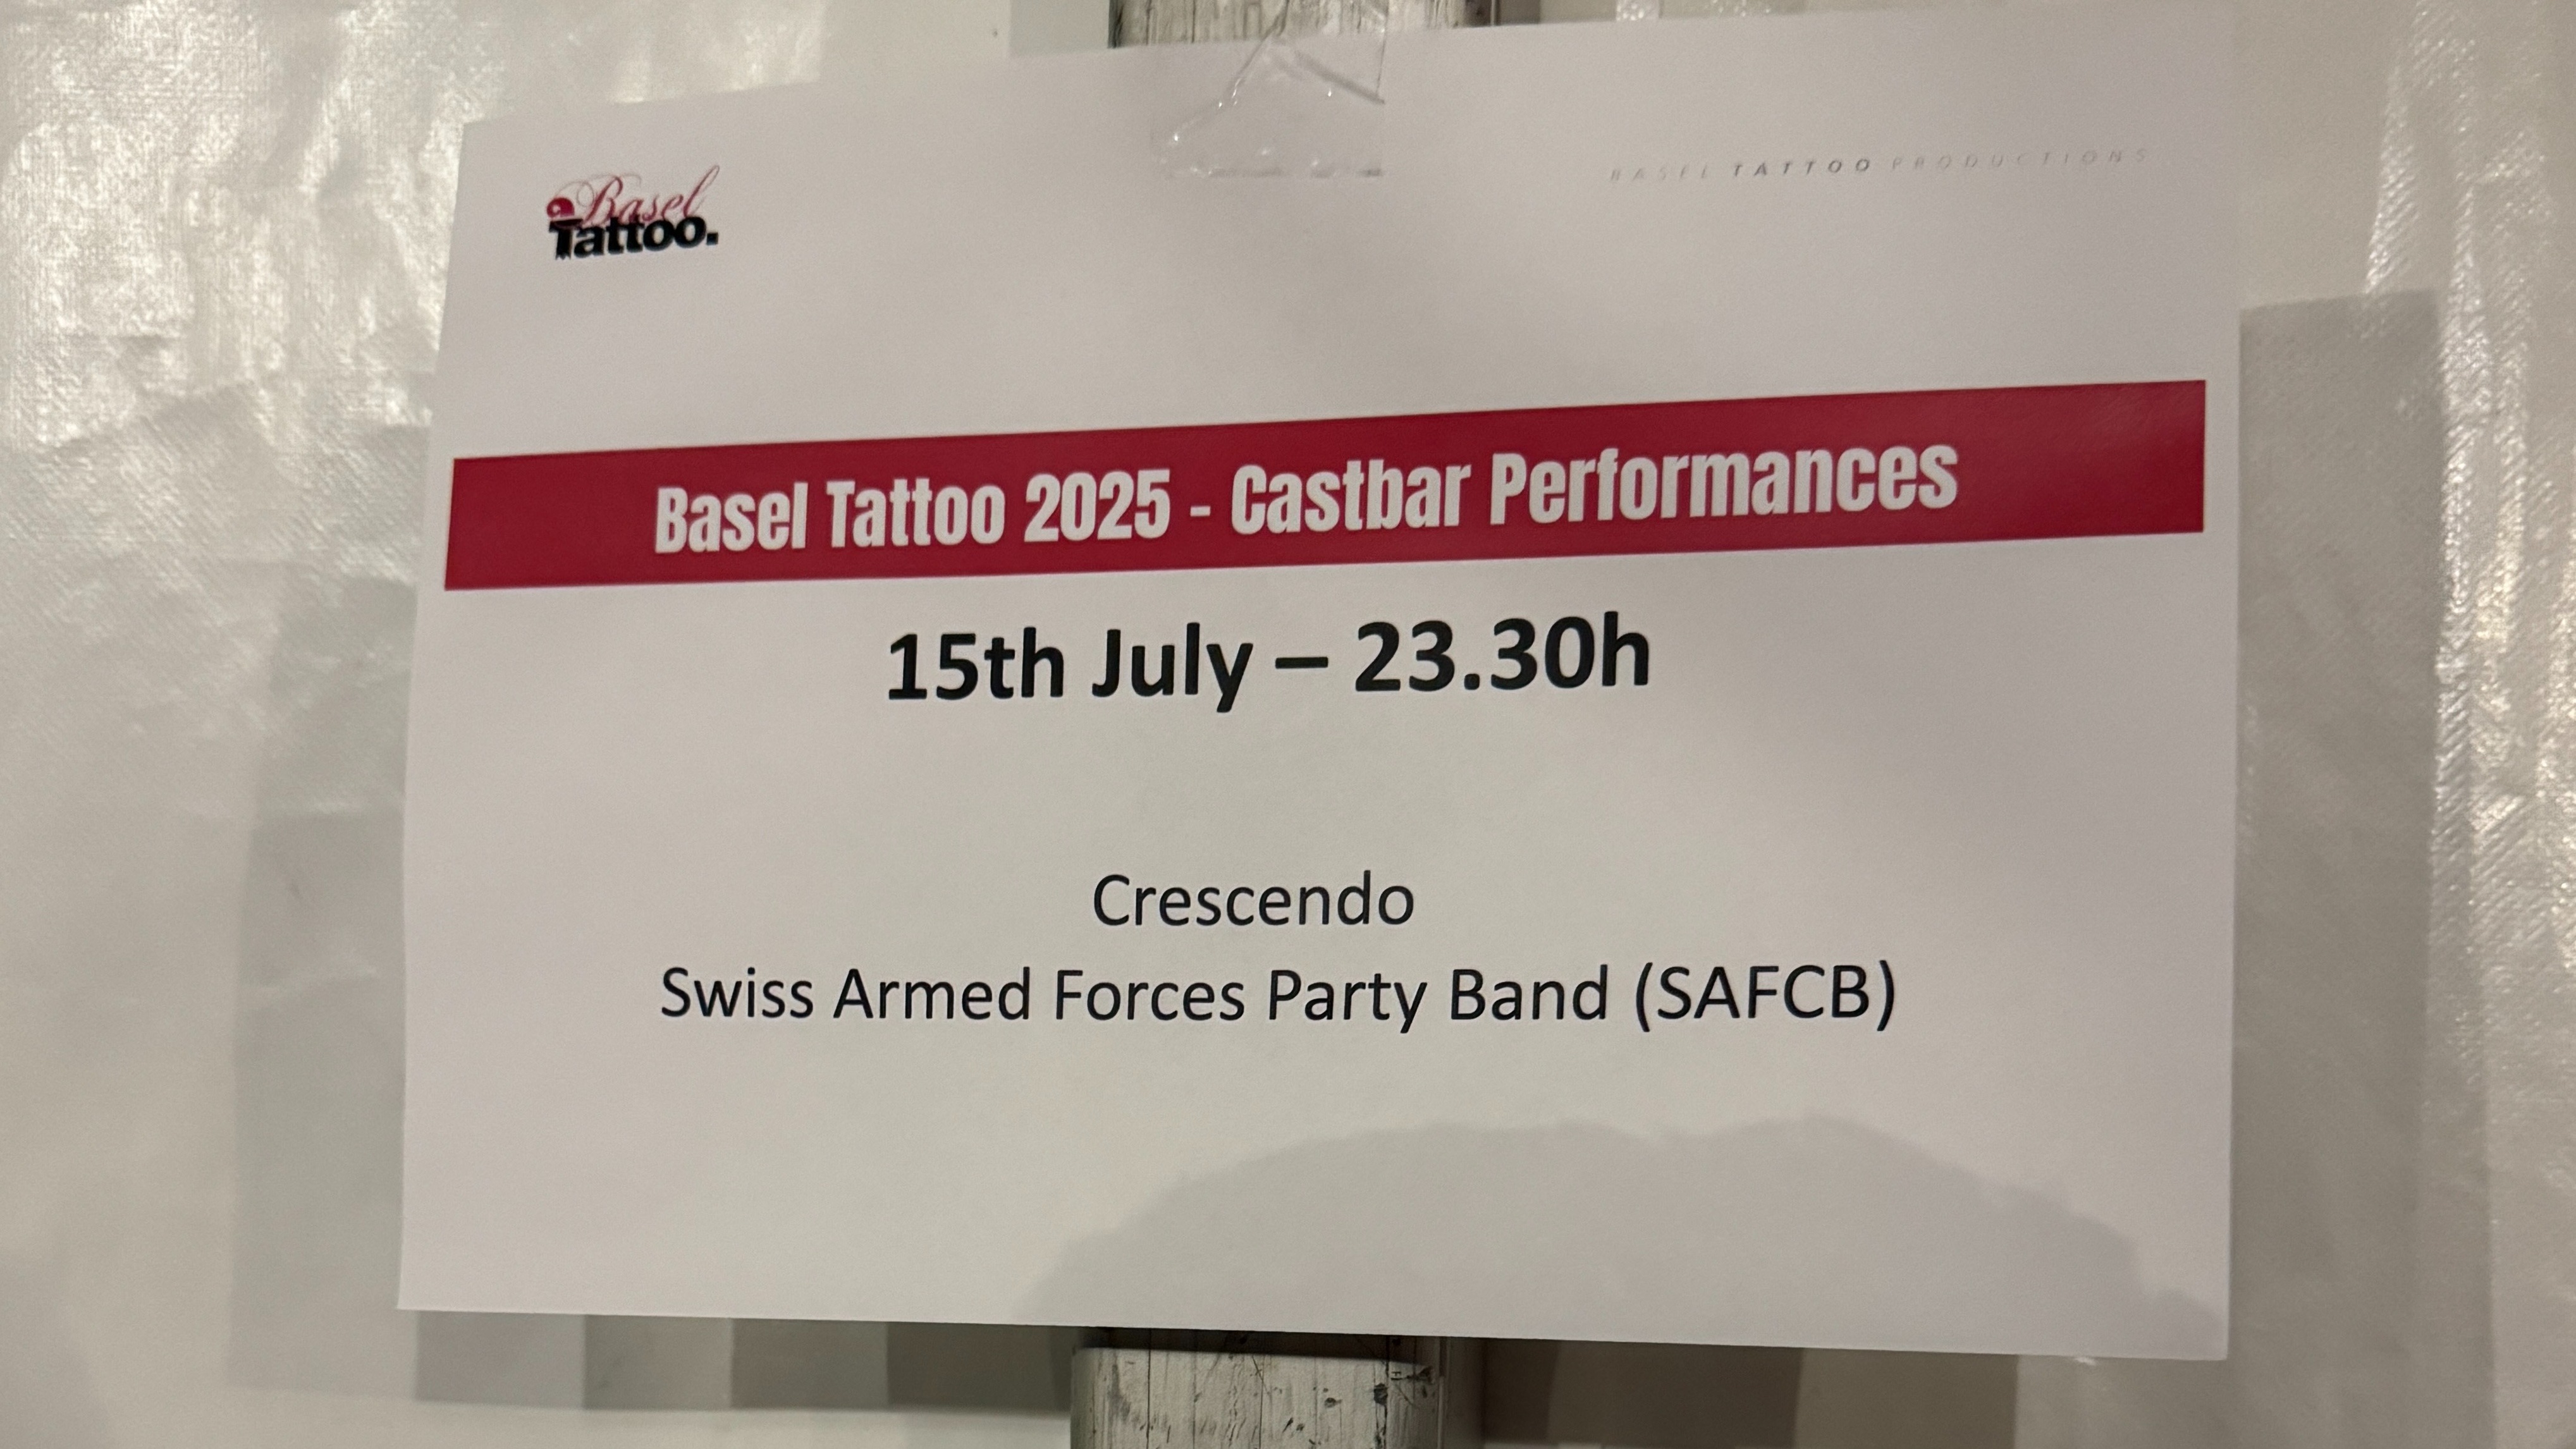 Basel
Tattoo.
BASEL TATTOO PRODUCTIONS
Basel Tattoo 2025 - Castbar Performances
15th July – 23.30h
Crescendo
Swiss Armed Forces Party Band (SAFCB)